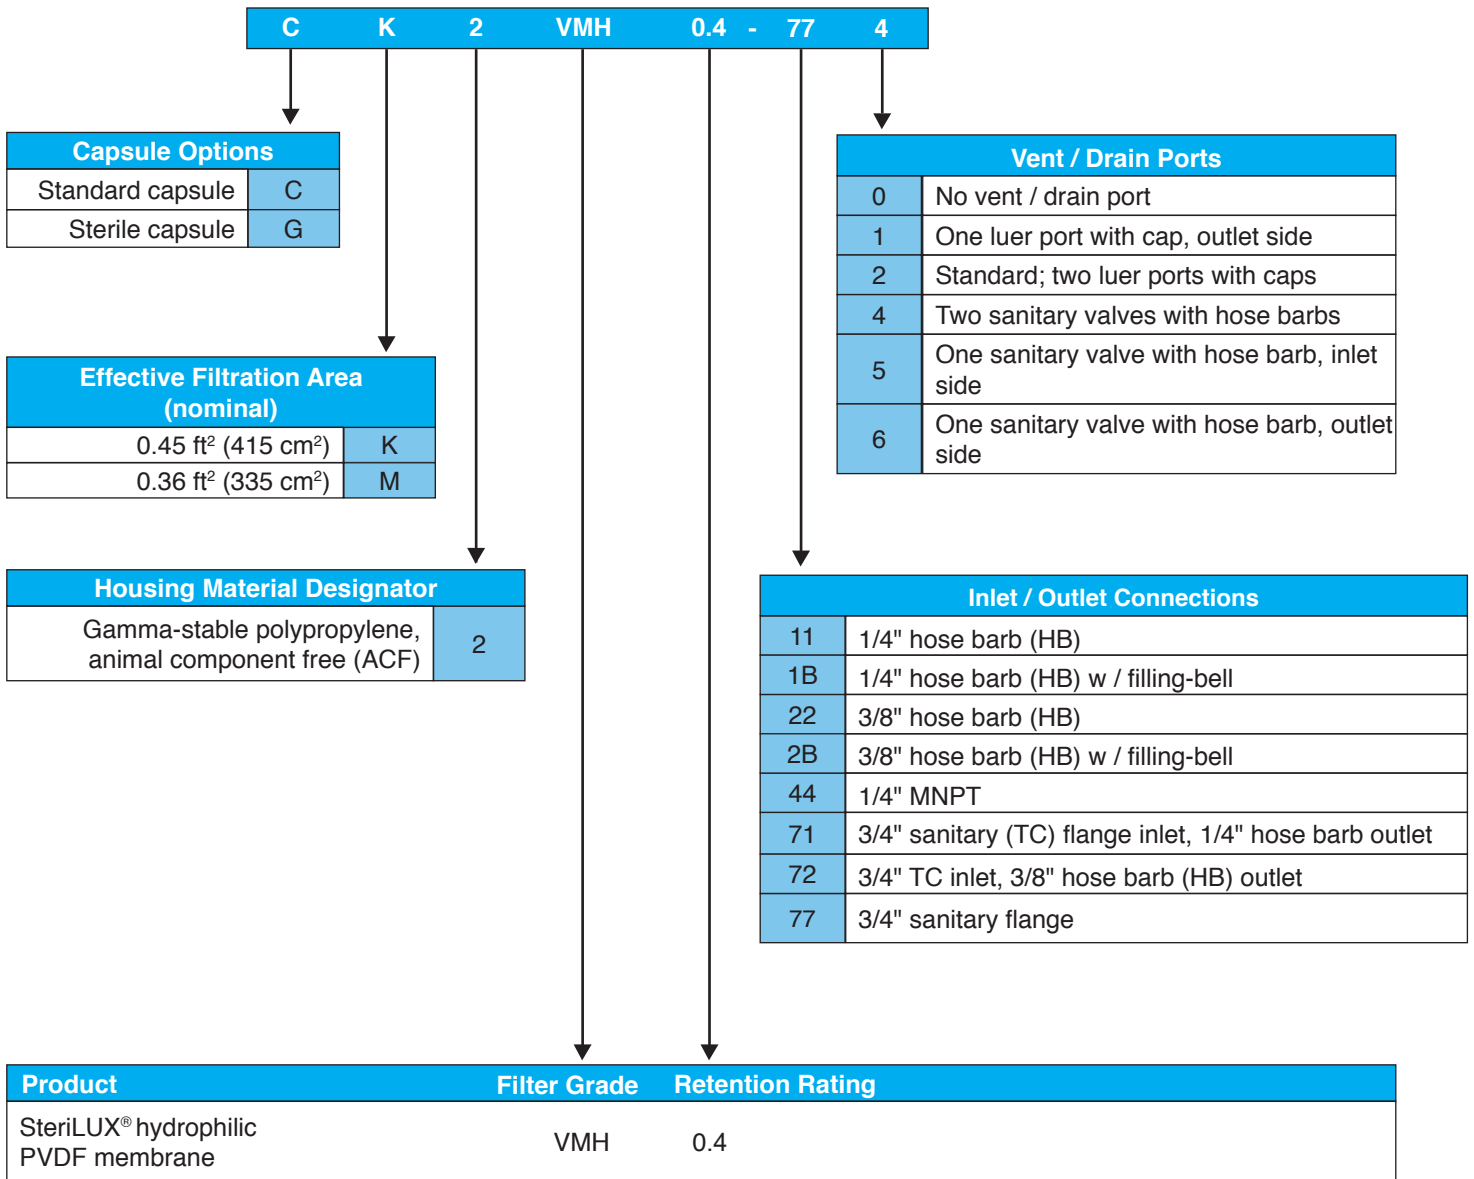 C K 2 VMH 0.4 - 77 4
Capsule Options
Standard capsule C
Sterile capsule G
Effective Filtration Area
(nominal)
0.45 ft² (415 cm²) K
0.36 ft² (335 cm²) M
Housing Material Designator
Gamma-stable polypropylene,
animal component free (ACF)
2
Vent / Drain Ports
0 No vent / drain port
1 One luer port with cap, outlet side
2 Standard; two luer ports with caps
4 Two sanitary valves with hose barbs
5 One sanitary valve with hose barb, inlet
side
6 One sanitary valve with hose barb, outlet
side
Inlet / Outlet Connections
11 1/4" hose barb (HB)
1B 1/4" hose barb (HB) w / filling-bell
22 3/8" hose barb (HB)
2B 3/8" hose barb (HB) w / filling-bell
44 1/4" MNPT
71 3/4" sanitary (TC) flange inlet, 1/4" hose barb outlet
72 3/4" TC inlet, 3/8" hose barb (HB) outlet
77 3/4" sanitary flange
Product Filter Grade Retention Rating
SteriLUX® hydrophilic
PVDF membrane
VMH 0.4